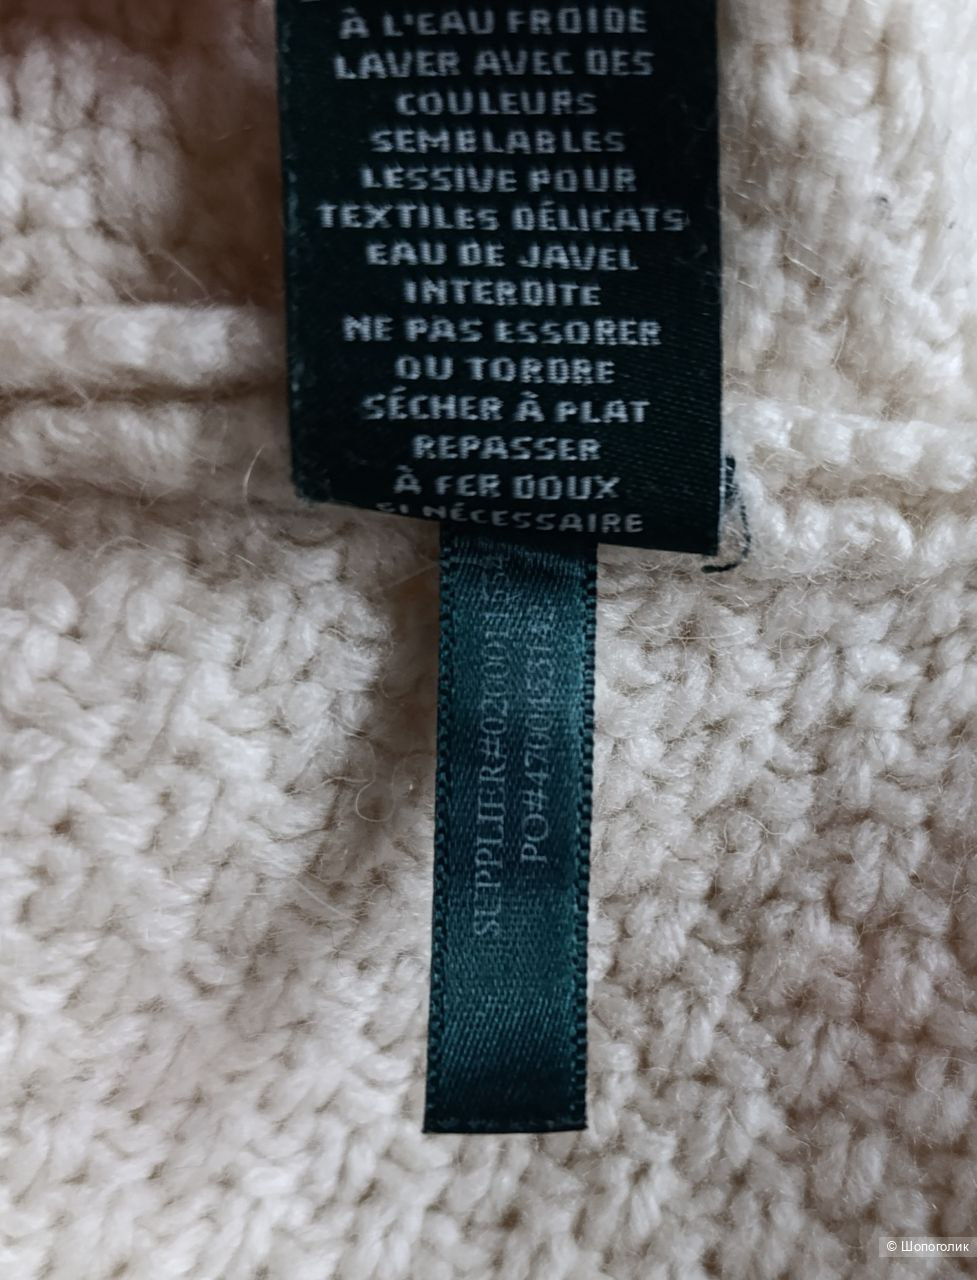 À L'EAU FROIDE
LAVER AVEC DES
COULEURS
SEMBLABLES
LESSIVE POUR
TEXTILES DÉLICATS
EAU DE JAVEL
INTERDITE
NE PAS ESSORER
OU TORDRE
SÉCHER À PLAT
REPASSER
À FER DOUX
SI NÉCESSAIRE
© Шопоголик